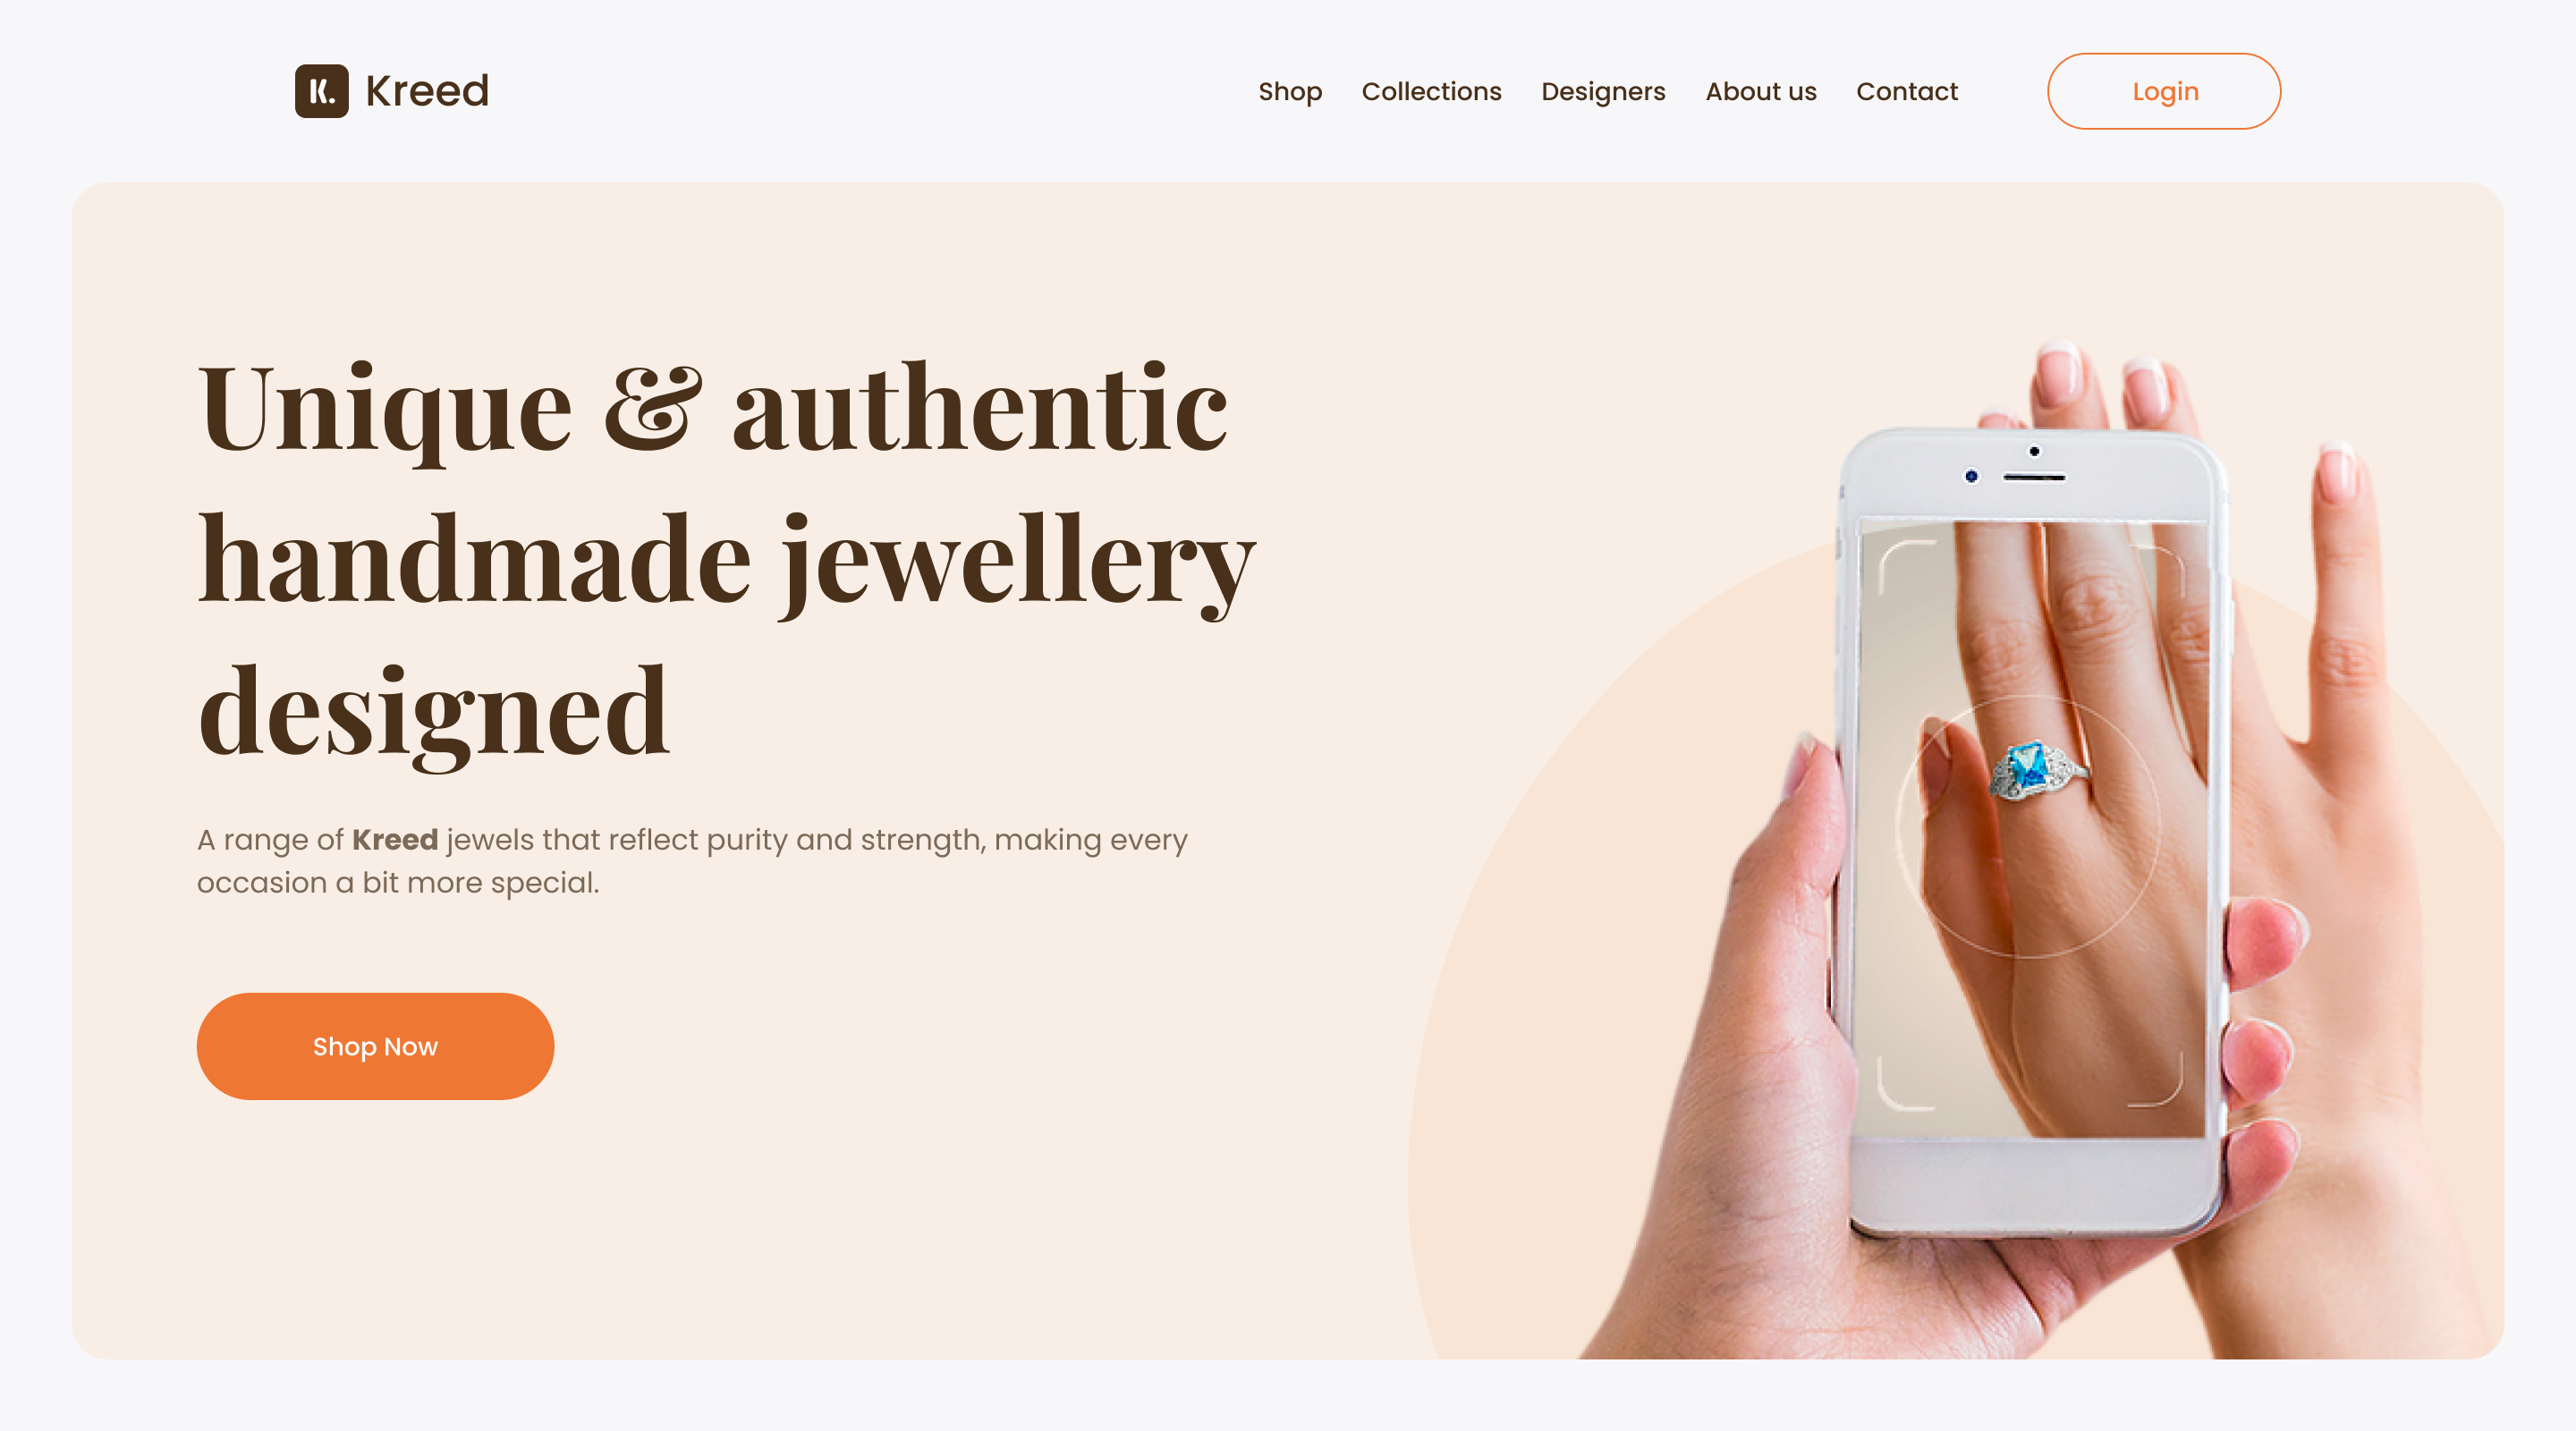 K. Kreed
Shop Collections Designers About us Contact Login
Unique & authentic
handmade jewellery
designed
A range of Kreed jewels that reflect purity and strength, making every
occasion a bit more special.
Shop Now